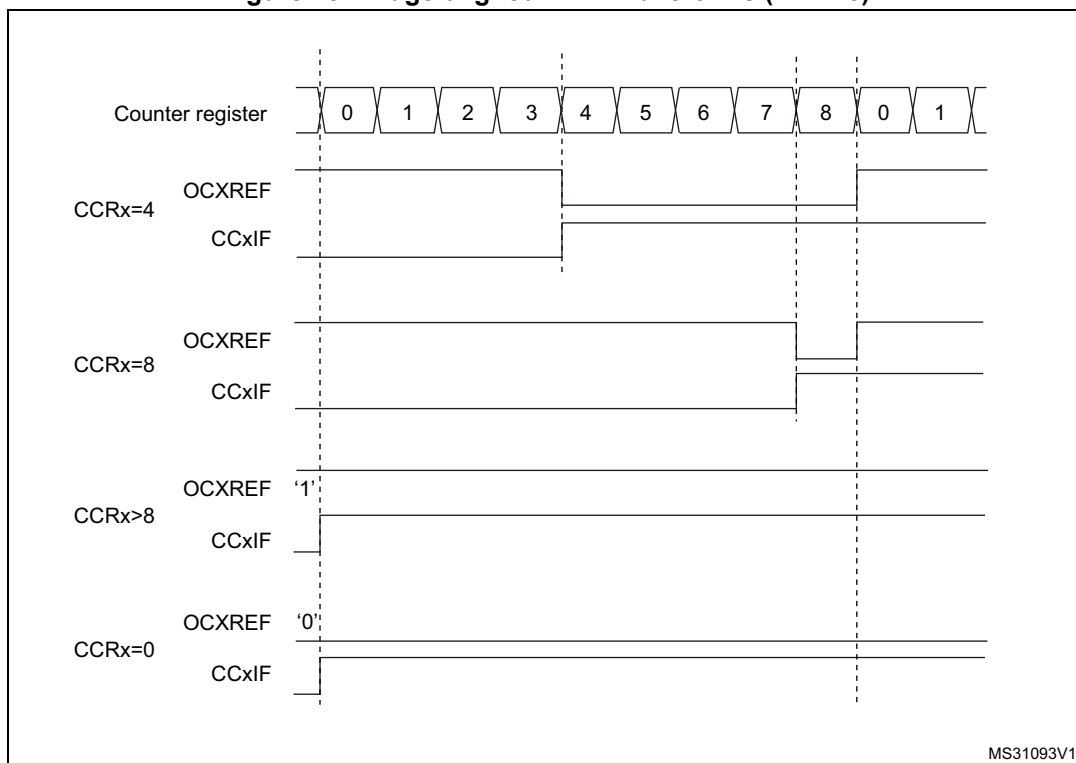 Counter register 0 1 2 3 4 5 6 7 8 0 1
CCRx=4
OCXREF
CCxIF
CCRx=8
OCXREF
CCxIF
CCRx>8
OCXREF '1'
CCxIF
CCRx=0
OCXREF '0'
CCxIF
MS31093V1